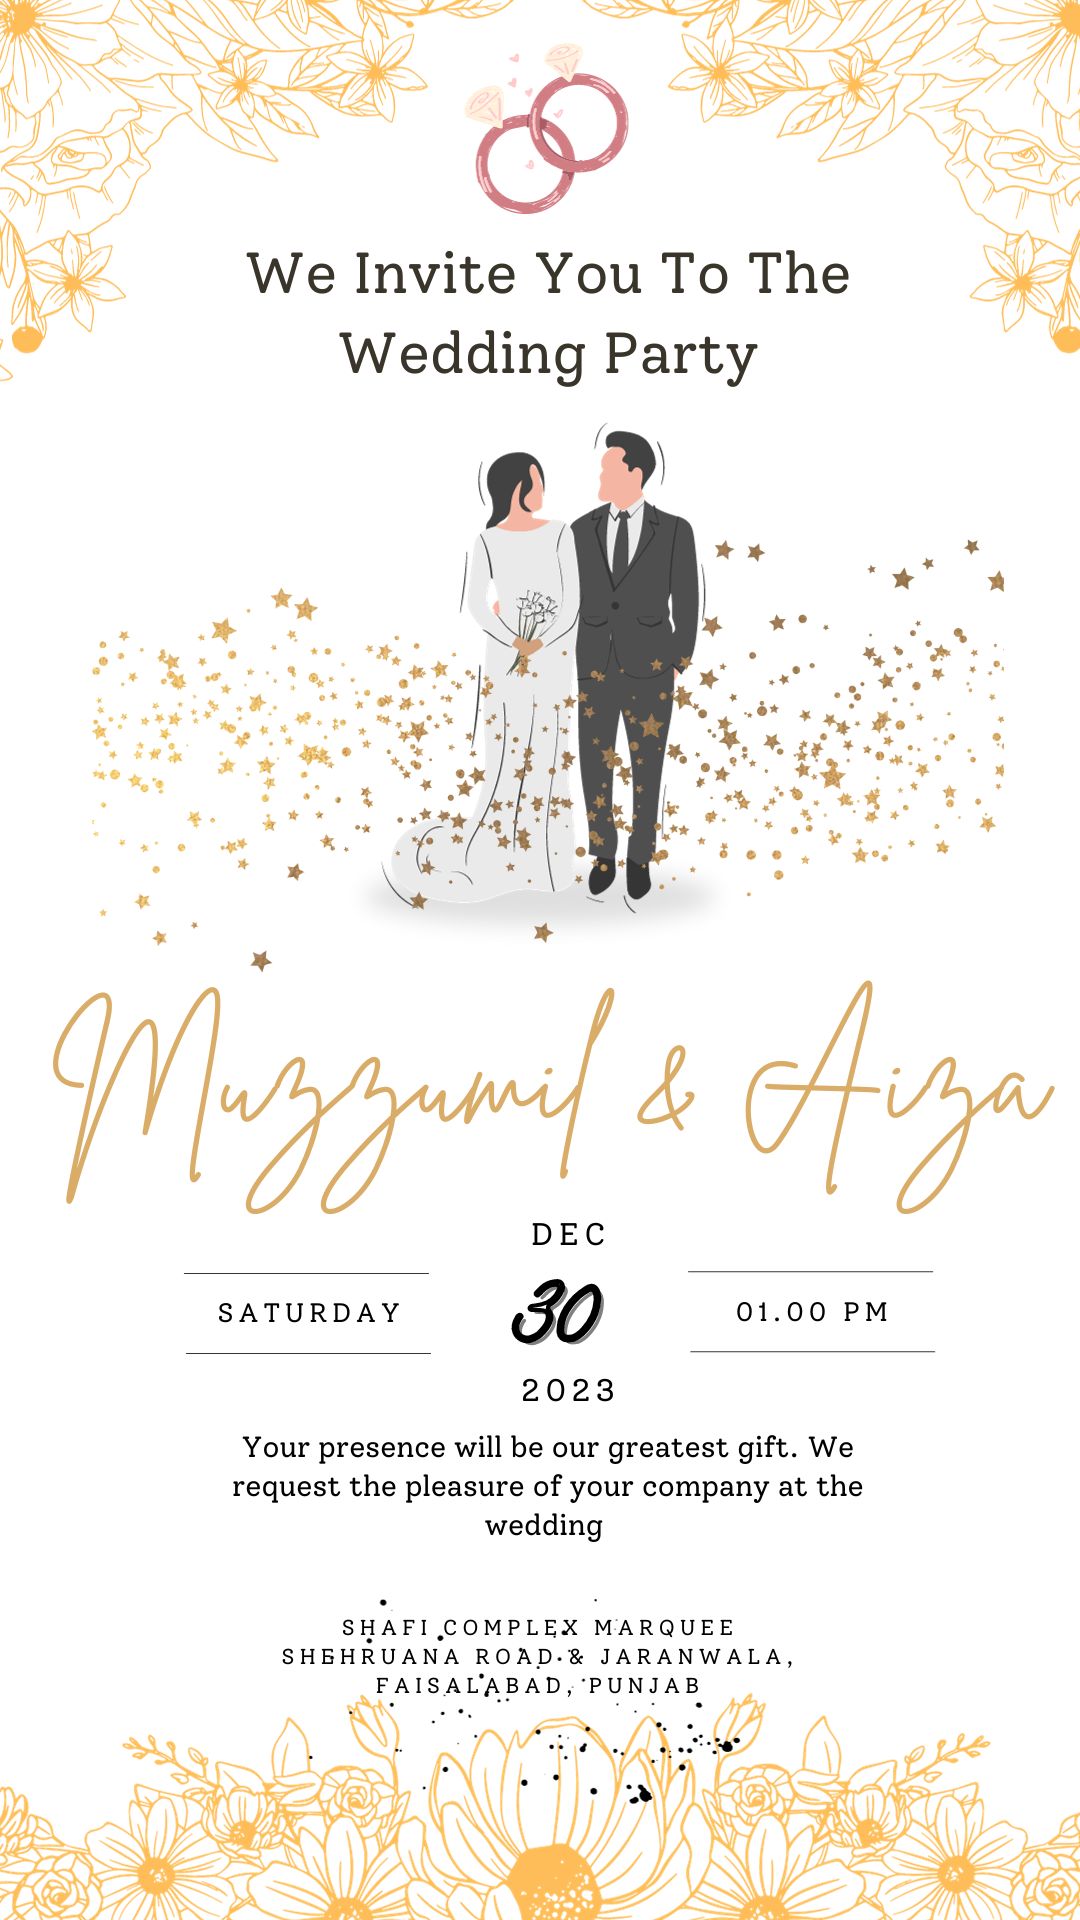 We Invite You To The
Wedding Party
Muzzumil & Aiza
DEC
SATURDAY
30
01.00 PM
2023
Your presence will be our greatest gift. We
request the pleasure of your company at the
wedding
SHAFI COMPLEX MARQUEE
SHEHRUANA ROAD & JARANWALA,
FAISALABAD, PUNJAB